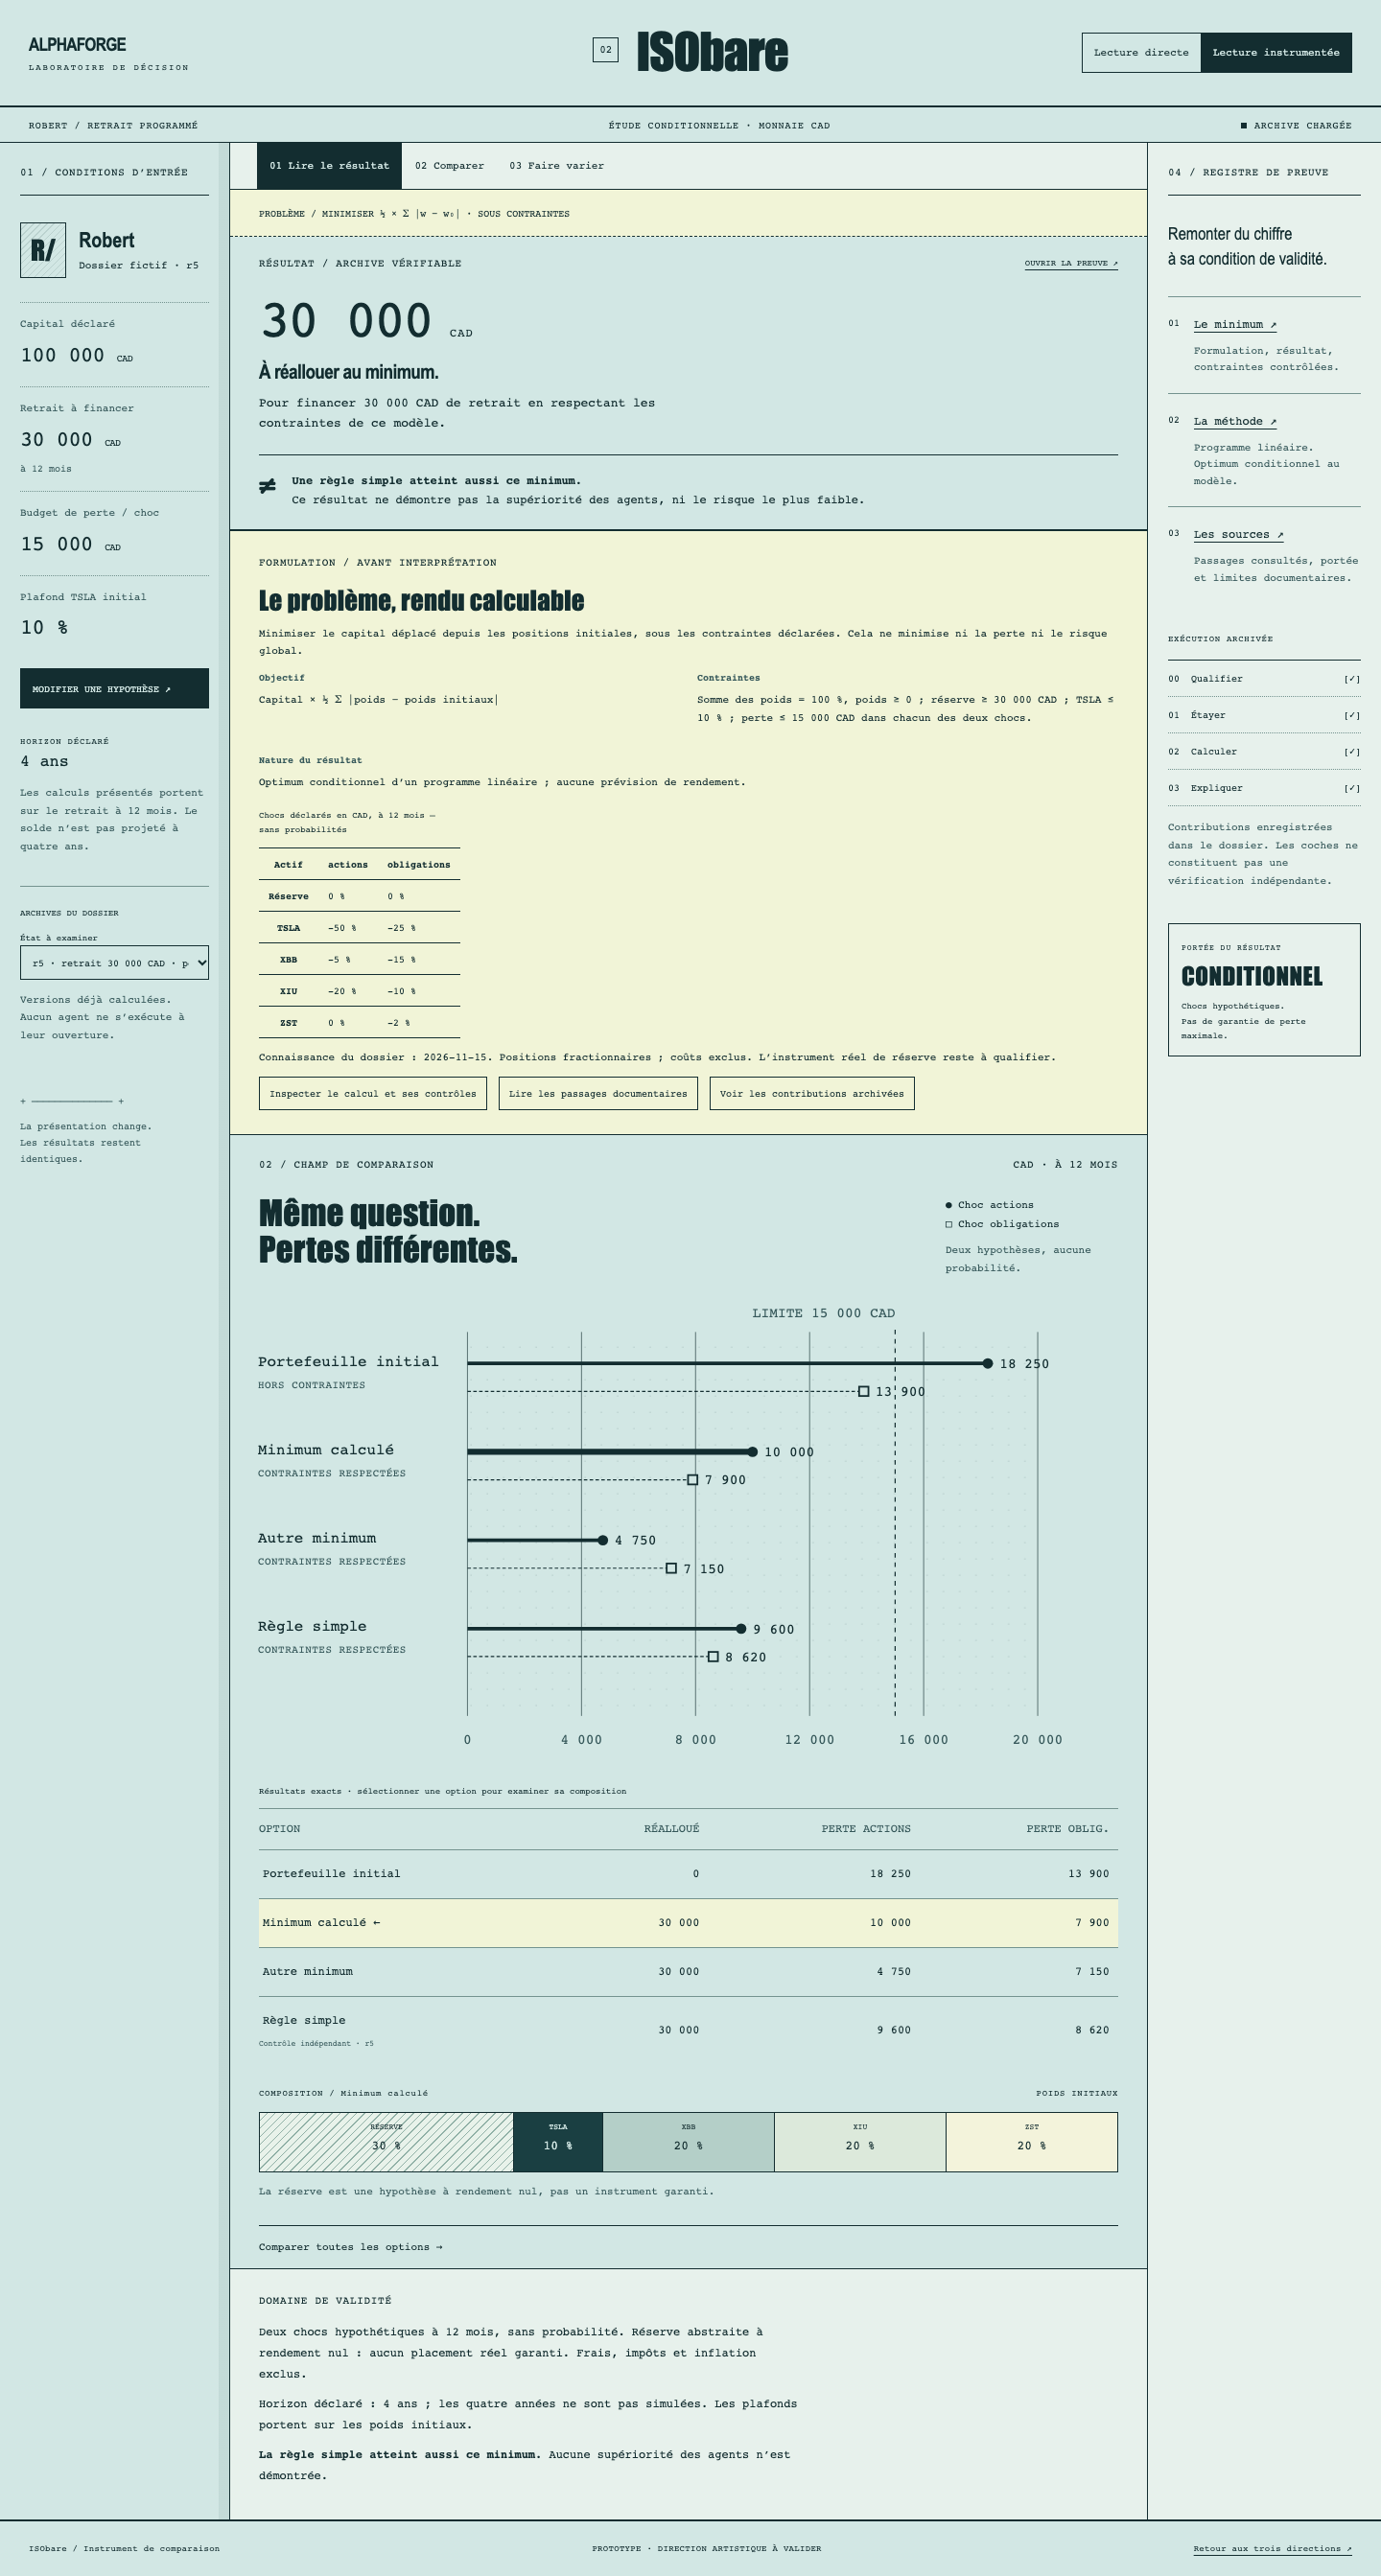 ALPHAFORGE
LABORATOIRE DE DÉCISION
02
ISObare
Lecture directe
Lecture instrumentée
ROBERT / RETRAIT PROGRAMMÉ
ÉTUDE CONDITIONNELLE · MONNAIE CAD
■ ARCHIVE CHARGÉE
01 / CONDITIONS D’ENTRÉE
R/
Robert
Dossier fictif · r5
Capital déclaré
100 000 CAD
Retrait à financer
30 000 CAD
à 12 mois
Budget de perte / choc
15 000 CAD
Plafond TSLA initial
10 %
MODIFIER UNE HYPOTHÈSE ↗
HORIZON DÉCLARÉ
4 ans
Les calculs présentés portent
sur le retrait à 12 mois. Le
solde n’est pas projeté à
quatre ans.
ARCHIVES DU DOSSIER
État à examiner
r5 · retrait 30 000 CAD · p
Versions déjà calculées.
Aucun agent ne s’exécute à
leur ouverture.
+ ────────────── +
La présentation change.
Les résultats restent
identiques.
01 Lire le résultat
02 Comparer
03 Faire varier
PROBLÈME / MINIMISER ½ × Σ |w − w₀| · SOUS CONTRAINTES
RÉSULTAT / ARCHIVE VÉRIFIABLE
OUVRIR LA PREUVE ↗
30 000 CAD
À réallouer au minimum.
Pour financer 30 000 CAD de retrait en respectant les
contraintes de ce modèle.
≠
Une règle simple atteint aussi ce minimum.
Ce résultat ne démontre pas la supériorité des agents, ni le risque le plus faible.
FORMULATION / AVANT INTERPRÉTATION
Le problème, rendu calculable
Minimiser le capital déplacé depuis les positions initiales, sous les contraintes déclarées. Cela ne minimise ni la perte ni le risque
global.
Objectif
Capital × ½ Σ |poids − poids initiaux|
Contraintes
Somme des poids = 100 %, poids ≥ 0 ; réserve ≥ 30 000 CAD ; TSLA ≤
10 % ; perte ≤ 15 000 CAD dans chacun des deux chocs.
Nature du résultat
Optimum conditionnel d’un programme linéaire ; aucune prévision de rendement.
Chocs déclarés en CAD, à 12 mois —
sans probabilités
Actif actions obligations
Réserve 0 % 0 %
TSLA −50 % −25 %
XBB −5 % −15 %
XIU −20 % −10 %
ZST 0 % −2 %
Connaissance du dossier : 2026-11-15. Positions fractionnaires ; coûts exclus. L’instrument réel de réserve reste à qualifier.
Inspecter le calcul et ses contrôles
Lire les passages documentaires
Voir les contributions archivées
02 / CHAMP DE COMPARAISON
CAD · À 12 MOIS
Même question.
Pertes différentes.
● Choc actions
□ Choc obligations
Deux hypothèses, aucune
probabilité.
LIMITE 15 000 CAD
Portefeuille initial
HORS CONTRAINTES
18 250
13 900
Minimum calculé
CONTRAINTES RESPECTÉES
10 000
7 900
Autre minimum
CONTRAINTES RESPECTÉES
4 750
7 150
Règle simple
CONTRAINTES RESPECTÉES
9 600
8 620
0 4 000 8 000 12 000 16 000 20 000
Résultats exacts · sélectionner une option pour examiner sa composition
OPTION RÉALLOUÉ PERTE ACTIONS PERTE OBLIG.
Portefeuille initial 0 18 250 13 900
Minimum calculé ← 30 000 10 000 7 900
Autre minimum 30 000 4 750 7 150
Règle simple 30 000 9 600 8 620
Contrôle indépendant · r5
COMPOSITION / Minimum calculé
POIDS INITIAUX
RÉSERVE TSLA XBB XIU ZST
30 % 10 % 20 % 20 % 20 %
La réserve est une hypothèse à rendement nul, pas un instrument garanti.
Comparer toutes les options →
DOMAINE DE VALIDITÉ
Deux chocs hypothétiques à 12 mois, sans probabilité. Réserve abstraite à
rendement nul : aucun placement réel garanti. Frais, impôts et inflation
exclus.
Horizon déclaré : 4 ans ; les quatre années ne sont pas simulées. Les plafonds
portent sur les poids initiaux.
La règle simple atteint aussi ce minimum. Aucune supériorité des agents n’est
démontrée.
04 / REGISTRE DE PREUVE
Remonter du chiffre
à sa condition de validité.
01 Le minimum ↗
Formulation, résultat,
contraintes contrôlées.
02 La méthode ↗
Programme linéaire.
Optimum conditionnel au
modèle.
03 Les sources ↗
Passages consultés, portée
et limites documentaires.
EXÉCUTION ARCHIVÉE
00 Qualifier [✓]
01 Étayer [✓]
02 Calculer [✓]
03 Expliquer [✓]
Contributions enregistrées
dans le dossier. Les coches ne
constituent pas une
vérification indépendante.
PORTÉE DU RÉSULTAT
CONDITIONNEL
Chocs hypothétiques.
Pas de garantie de perte
maximale.
ISObare / Instrument de comparaison
PROTOTYPE · DIRECTION ARTISTIQUE À VALIDER
Retour aux trois directions ↗